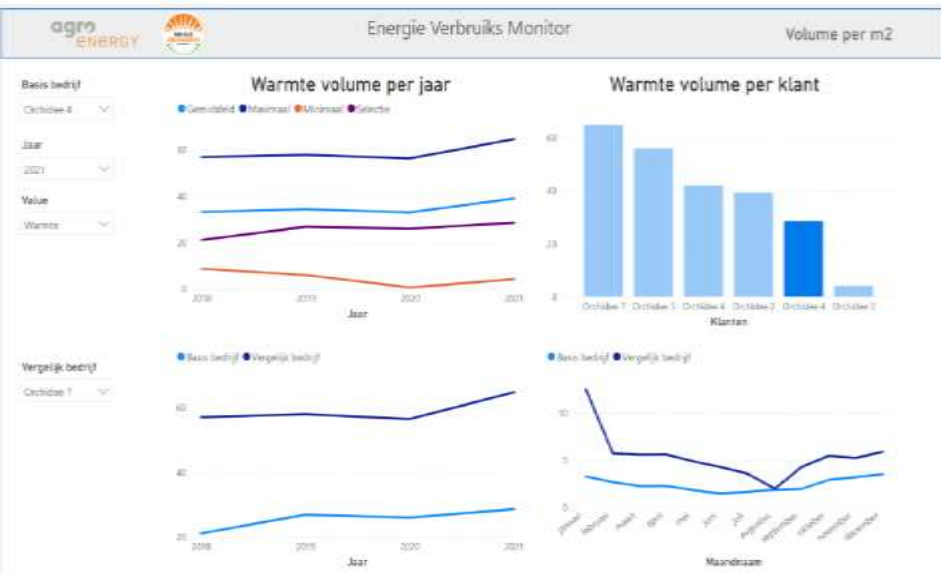 agro
ENERGY
Energie Verbruiks Monitor
Volume per m2
Basis bedrijf
Orchidee 4
Jaar
2021
Value
Warmte
Warmte volume per jaar
Gemiddeld Maximaal Minimaal Selectie
60
40
20
0
2018 2019 2020 2021
Jaar
Warmte volume per klant
60
40
20
0
Orchidee 5 Orchidee 6 Orchidee 2 Orchidee 4 Orchidee 3
Klanten
Vergelijk bedrijf
Basis bedrijf Vergelijk bedrijf
60
40
20
2018 2019 2020 2021
Jaar
Basis bedrijf Vergelijk bedrijf
10
5
0
januari februari maart april mei juni juli augustus september oktober november december
Maandnaam